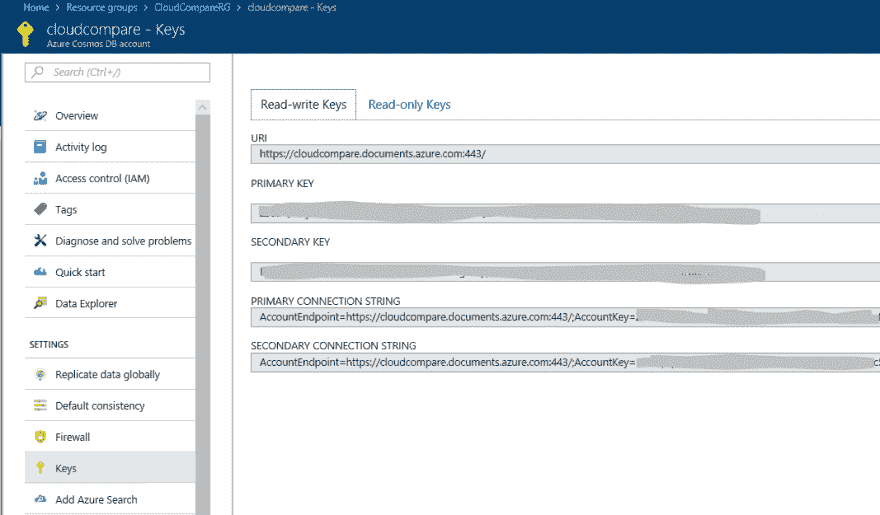 Home > Resource groups > CloudCompareRG > cloudcompare - Keys
cloudcompare - Keys
Azure Cosmos DB account
Search (Ctrl+/)
Overview
Activity log
Access control (IAM)
Tags
Diagnose and solve problems
Quick start
Data Explorer
SETTINGS
Replicate data globally
Default consistency
Firewall
Keys
Add Azure Search
Read-write Keys Read-only Keys
URI
https://cloudcompare.documents.azure.com:443/
PRIMARY KEY
SECONDARY KEY
PRIMARY CONNECTION STRING
AccountEndpoint=https://cloudcompare.documents.azure.com:443/;AccountKey=
SECONDARY CONNECTION STRING
AccountEndpoint=https://cloudcompare.documents.azure.com:443/;AccountKey=